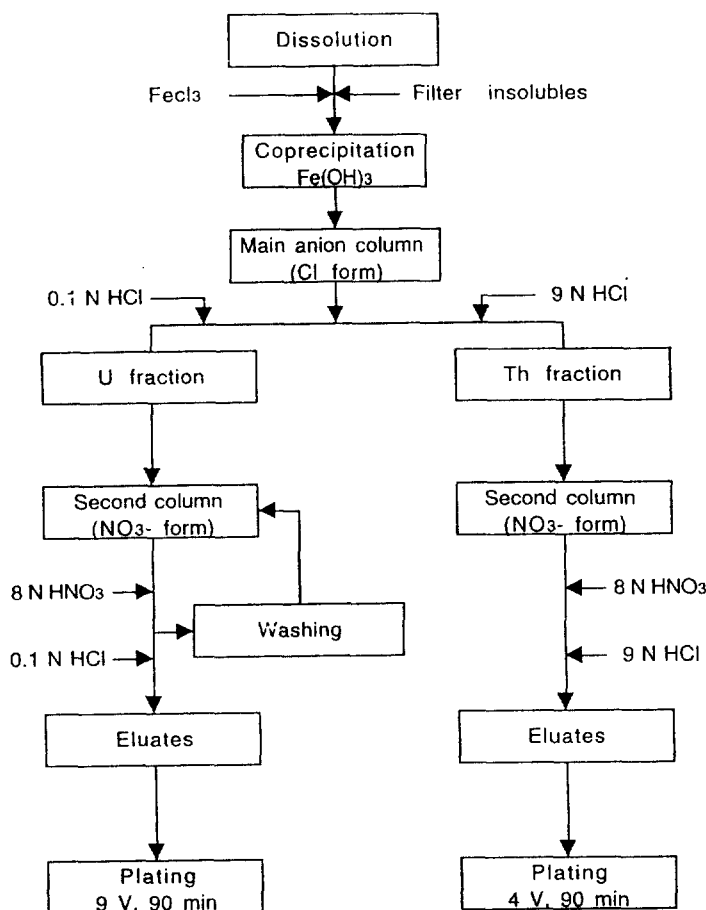 Dissolution
Fecl3
Filter insolubles
Coprecipitation
Fe(OH)3
Main anion column
(Cl form)
0.1 N HCl
9 N HCl
U fraction
Th fraction
Second column
(NO3- form)
Second column
(NO3- form)
8 N HNO3
8 N HNO3
Washing
0.1 N HCl
9 N HCl
Eluates
Eluates
Plating
9 V, 90 min
Plating
4 V, 90 min